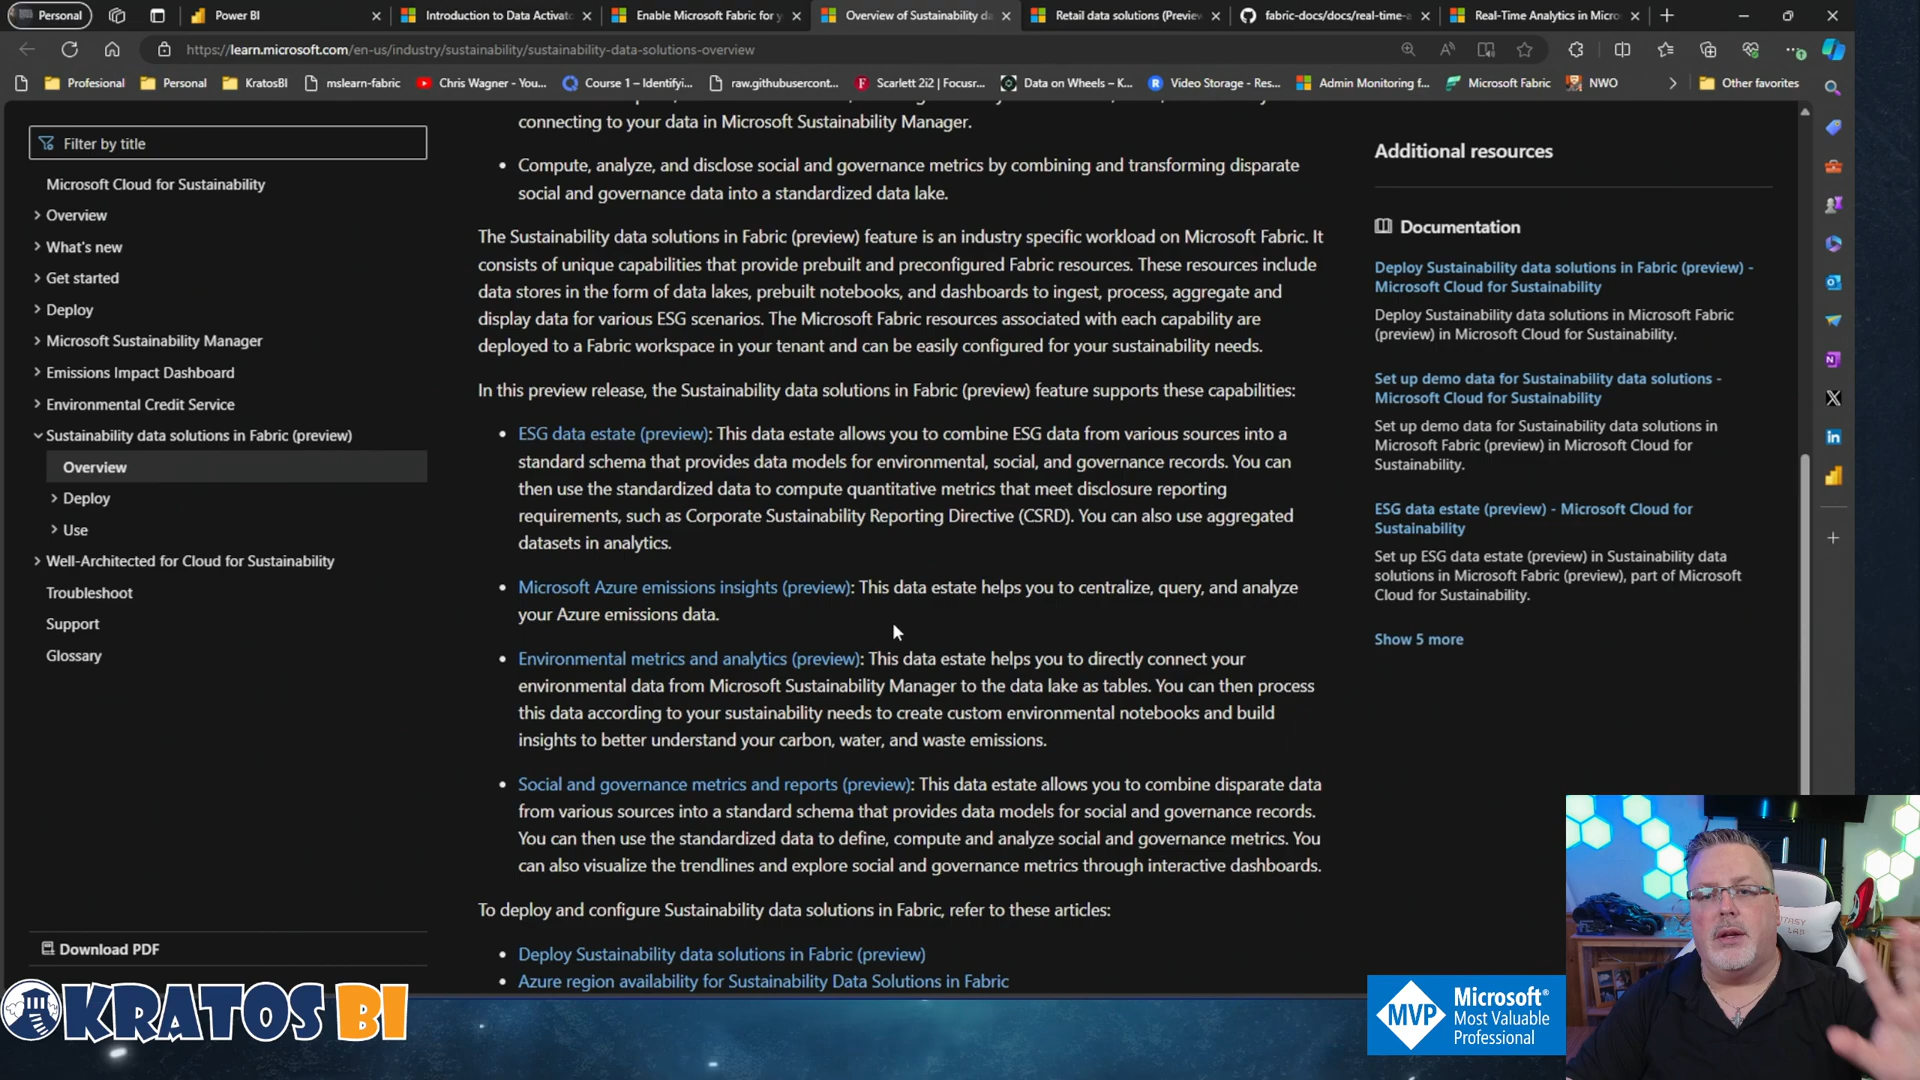 Personal
Power BI
Introduction to Data Activato
Enable Microsoft Fabric for y
Overview of Sustainability d
Retail data solutions (Previe
fabric-docs/docs/real-time-a
Real-Time Analytics in Micro
https://learn.microsoft.com/en-us/industry/sustainability/sustainability-data-solutions-overview
Profesional
Personal
KratosBI
mslearn-fabric
Chris Wagner - You...
Course 1 – Identifyi...
raw.githubusercont...
Scarlett 2i2 | Focusr...
Data on Wheels – K...
Video Storage - Res...
Admin Monitoring f...
Microsoft Fabric
NWO
Other favorites
Filter by title
Microsoft Cloud for Sustainability
Overview
What's new
Get started
Deploy
Microsoft Sustainability Manager
Emissions Impact Dashboard
Environmental Credit Service
Sustainability data solutions in Fabric (preview)
Overview
Deploy
Use
Well-Architected for Cloud for Sustainability
Troubleshoot
Support
Glossary
Download PDF
connecting to your data in Microsoft Sustainability Manager.
• Compute, analyze, and disclose social and governance metrics by combining and transforming disparate
social and governance data into a standardized data lake.
The Sustainability data solutions in Fabric (preview) feature is an industry specific workload on Microsoft Fabric. It
consists of unique capabilities that provide prebuilt and preconfigured Fabric resources. These resources include
data stores in the form of data lakes, prebuilt notebooks, and dashboards to ingest, process, aggregate and
display data for various ESG scenarios. The Microsoft Fabric resources associated with each capability are
deployed to a Fabric workspace in your tenant and can be easily configured for your sustainability needs.
In this preview release, the Sustainability data solutions in Fabric (preview) feature supports these capabilities:
• ESG data estate (preview): This data estate allows you to combine ESG data from various sources into a
standard schema that provides data models for environmental, social, and governance records. You can
then use the standardized data to compute quantitative metrics that meet disclosure reporting
requirements, such as Corporate Sustainability Reporting Directive (CSRD). You can also use aggregated
datasets in analytics.
• Microsoft Azure emissions insights (preview): This data estate helps you to centralize, query, and analyze
your Azure emissions data.
• Environmental metrics and analytics (preview): This data estate helps you to directly connect your
environmental data from Microsoft Sustainability Manager to the data lake as tables. You can then process
this data according to your sustainability needs to create custom environmental notebooks and build
insights to better understand your carbon, water, and waste emissions.
• Social and governance metrics and reports (preview): This data estate allows you to combine disparate data
from various sources into a standard schema that provides data models for social and governance records.
You can then use the standardized data to define, compute and analyze social and governance metrics. You
can also visualize the trendlines and explore social and governance metrics through interactive dashboards.
To deploy and configure Sustainability data solutions in Fabric, refer to these articles:
• Deploy Sustainability data solutions in Fabric (preview)
• Azure region availability for Sustainability Data Solutions in Fabric
Additional resources
Documentation
Deploy Sustainability data solutions in Fabric (preview) -
Microsoft Cloud for Sustainability
Deploy Sustainability data solutions in Microsoft Fabric
(preview) in Microsoft Cloud for Sustainability.
Set up demo data for Sustainability data solutions -
Microsoft Cloud for Sustainability
Set up demo data for Sustainability data solutions in
Microsoft Fabric (preview) in Microsoft Cloud for
Sustainability.
ESG data estate (preview) - Microsoft Cloud for
Sustainability
Set up ESG data estate (preview) in Sustainability data
solutions in Microsoft Fabric (preview), part of Microsoft
Cloud for Sustainability.
Show 5 more
KRATOS BI
MVP
Microsoft®
Most Valuable
Professional